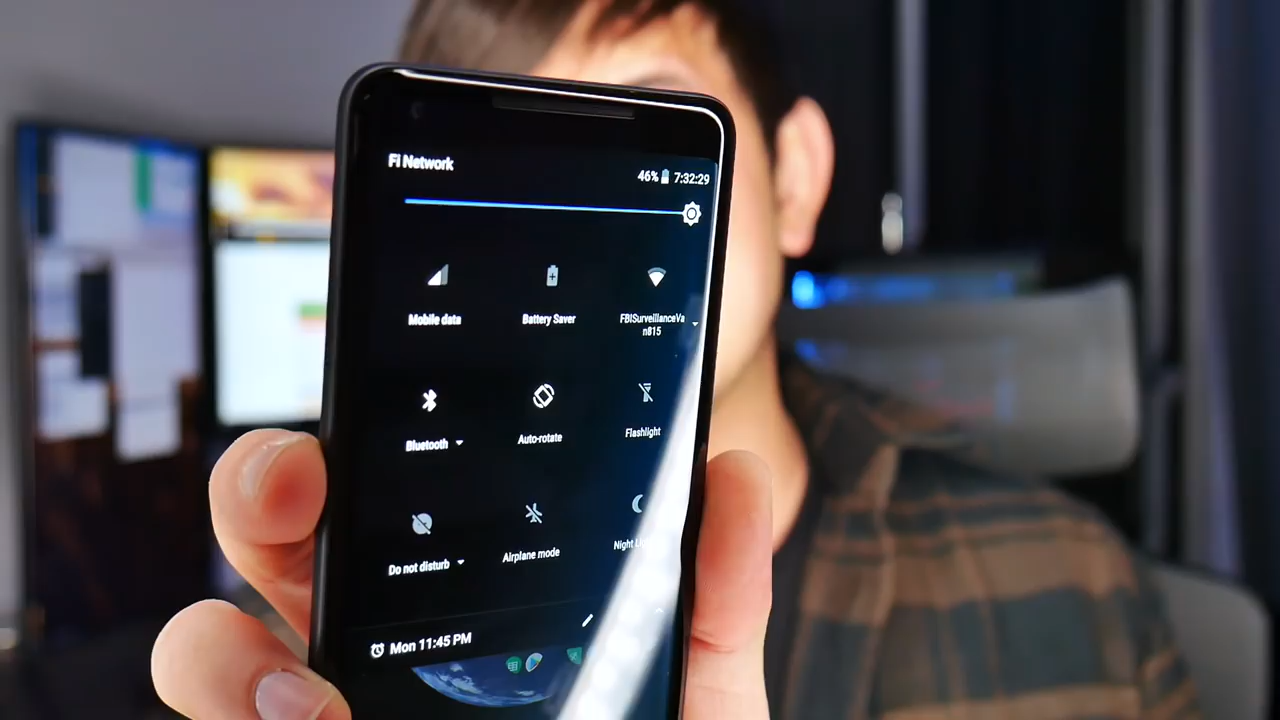 Fi Network
46% 7:32:29
Mobile data
Battery Saver
FBISurveillanceVa
n815
Bluetooth
Auto-rotate
Flashlight
Do not disturb
Airplane mode
Night
Mon 11:45 PM